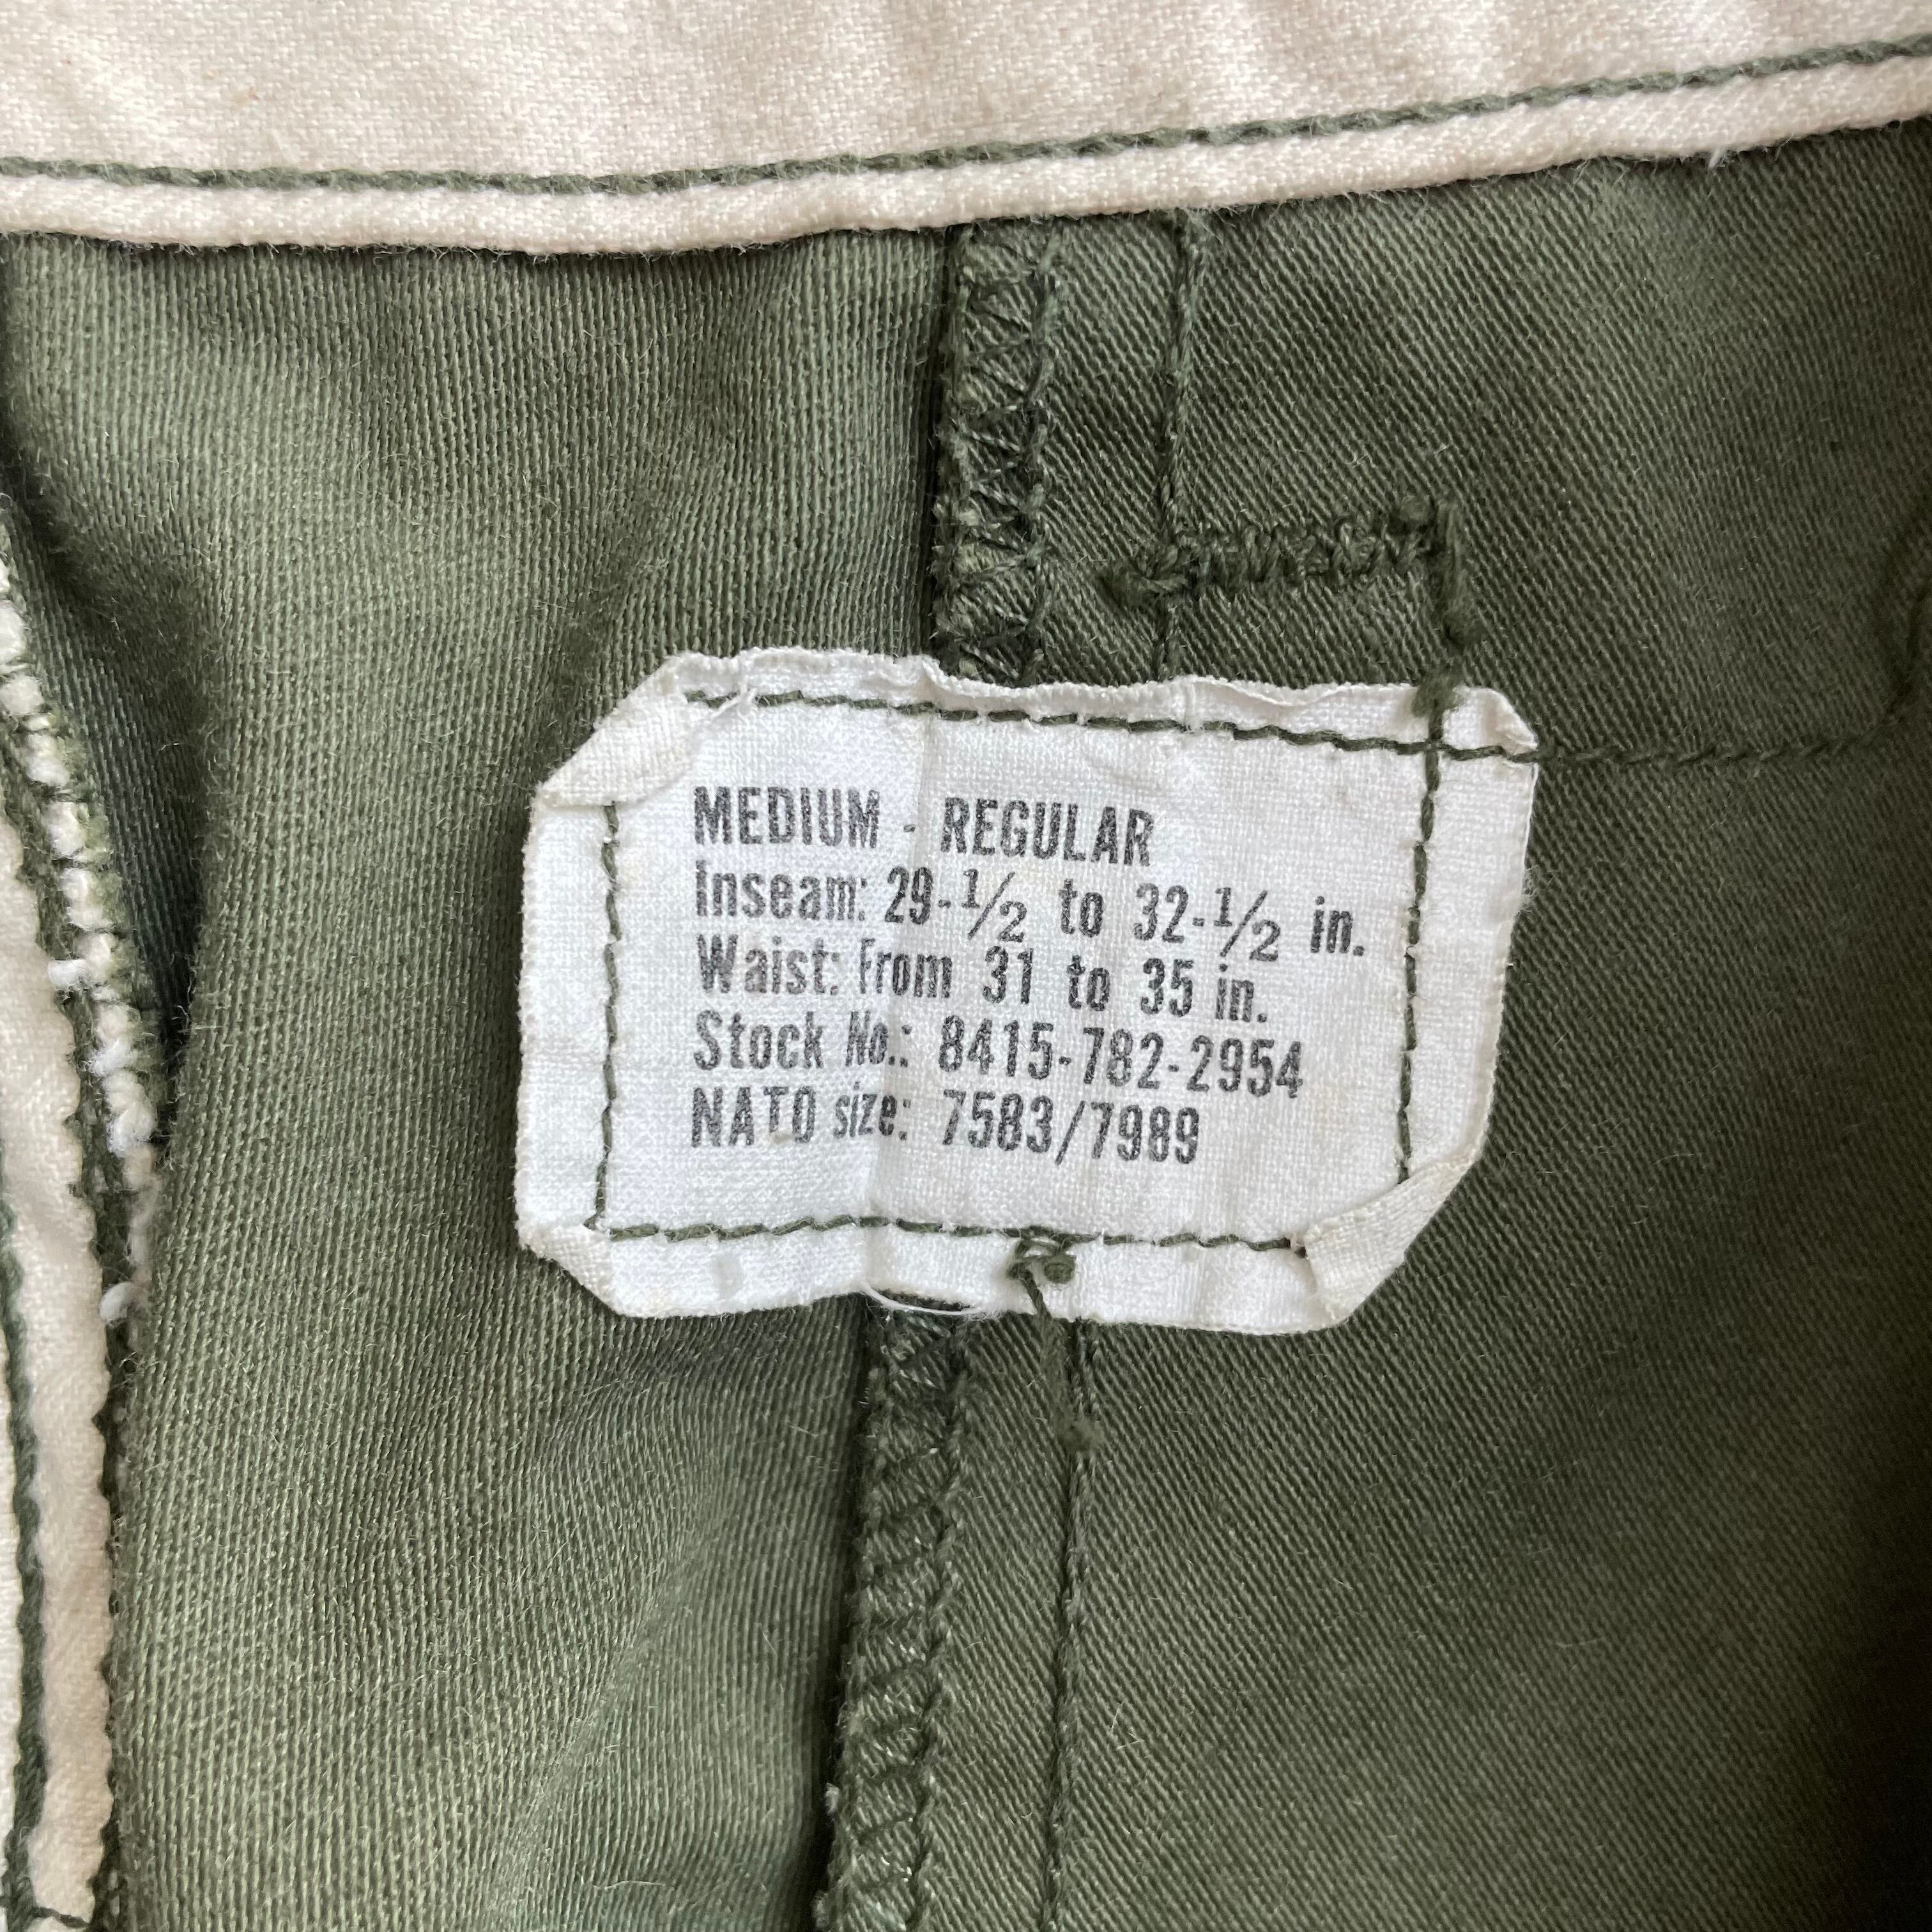 MEDIUM - REGULAR
Inseam: 29-1/2 to 32-1/2 in.
Waist: From 31 to 35 in.
Stock No.: 8415-782-2954
NATO size: 7583/7989